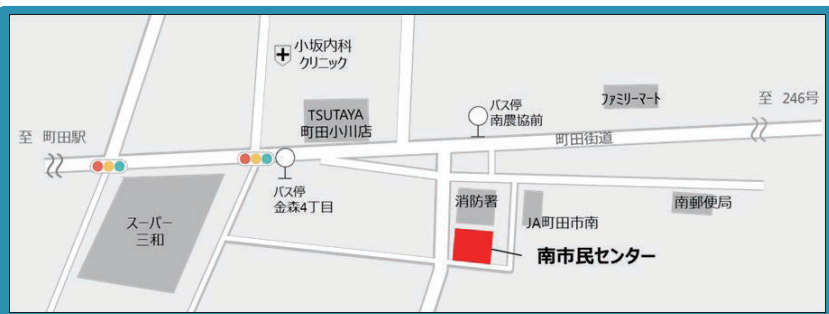 小坂内科
クリニック
TSUTAYA
町田小川店
バス停
南農協前
ファミリーマート
至 246号
至 町田駅
町田街道
バス停
金森4丁目
スーパー
三和
消防署
JA町田市南
南郵便局
南市民センター